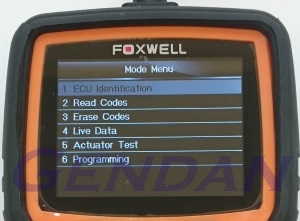 FOXWELL
Mode Menu
1 ECU Identification
2 Read Codes
3 Erase Codes
4 Live Data
5 Actuator Test
6 Programming
GENDAN